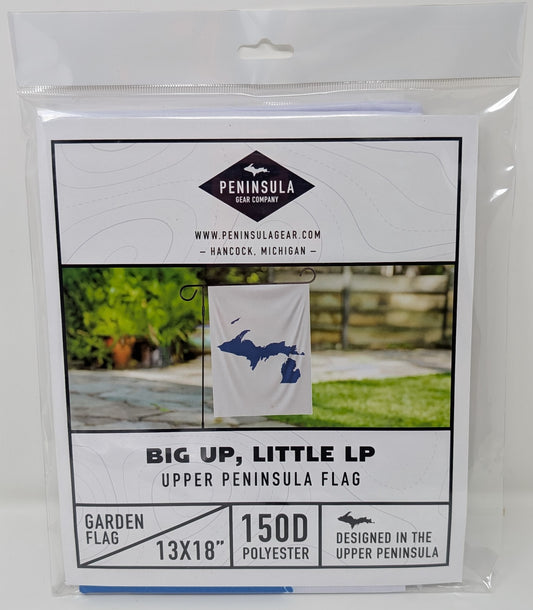 PENINSULA
GEAR COMPANY
WWW.PENINSULAGEAR.COM
– HANCOCK, MICHIGAN –
BIG UP, LITTLE LP
UPPER PENINSULA FLAG
GARDEN
FLAG
13X18"
150D
POLYESTER
DESIGNED IN THE
UPPER PENINSULA